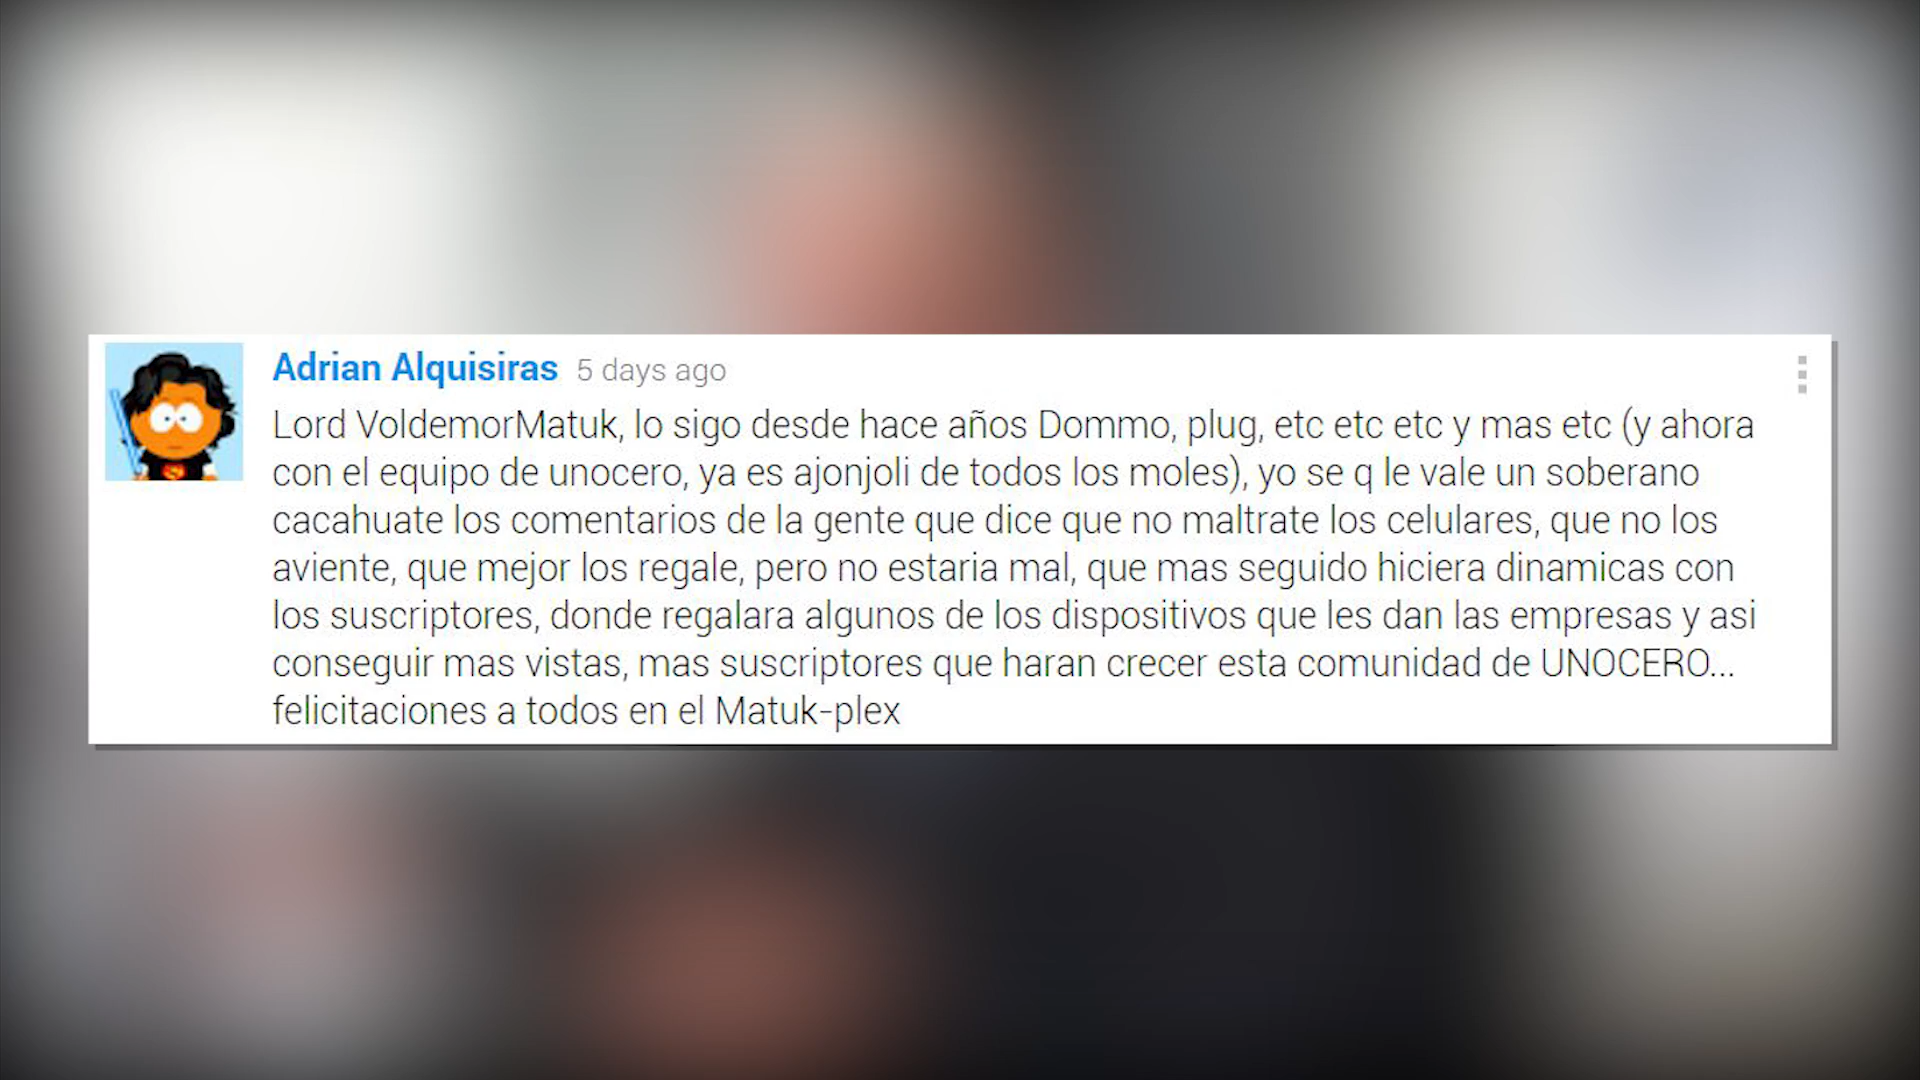 Adrian Alquisiras 5 days ago
Lord VoldemorMatuk, lo sigo desde hace años Dommo, plug, etc etc etc y mas etc (y ahora
con el equipo de unocero, ya es ajonjoli de todos los moles), yo se q le vale un soberano
cacahuate los comentarios de la gente que dice que no maltrate los celulares, que no los
aviente, que mejor los regale, pero no estaria mal, que mas seguido hiciera dinamicas con
los suscriptores, donde regalara algunos de los dispositivos que les dan las empresas y asi
conseguir mas vistas, mas suscriptores que haran crecer esta comunidad de UNOCERO...
felicitaciones a todos en el Matuk-plex